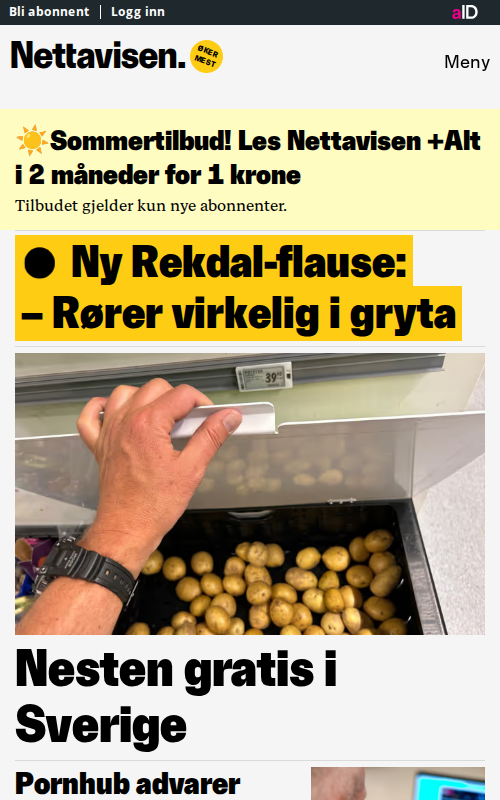 Bli abonnent | Logg inn
aID
Nettavisen.
ØKER
MEST
Meny
☀️Sommertilbud! Les Nettavisen +Alt
i 2 måneder for 1 krone
Tilbudet gjelder kun nye abonnenter.
● Ny Rekdal-flause:
– Rører virkelig i gryta
39
Nesten gratis i
Sverige
Pornhub advarer